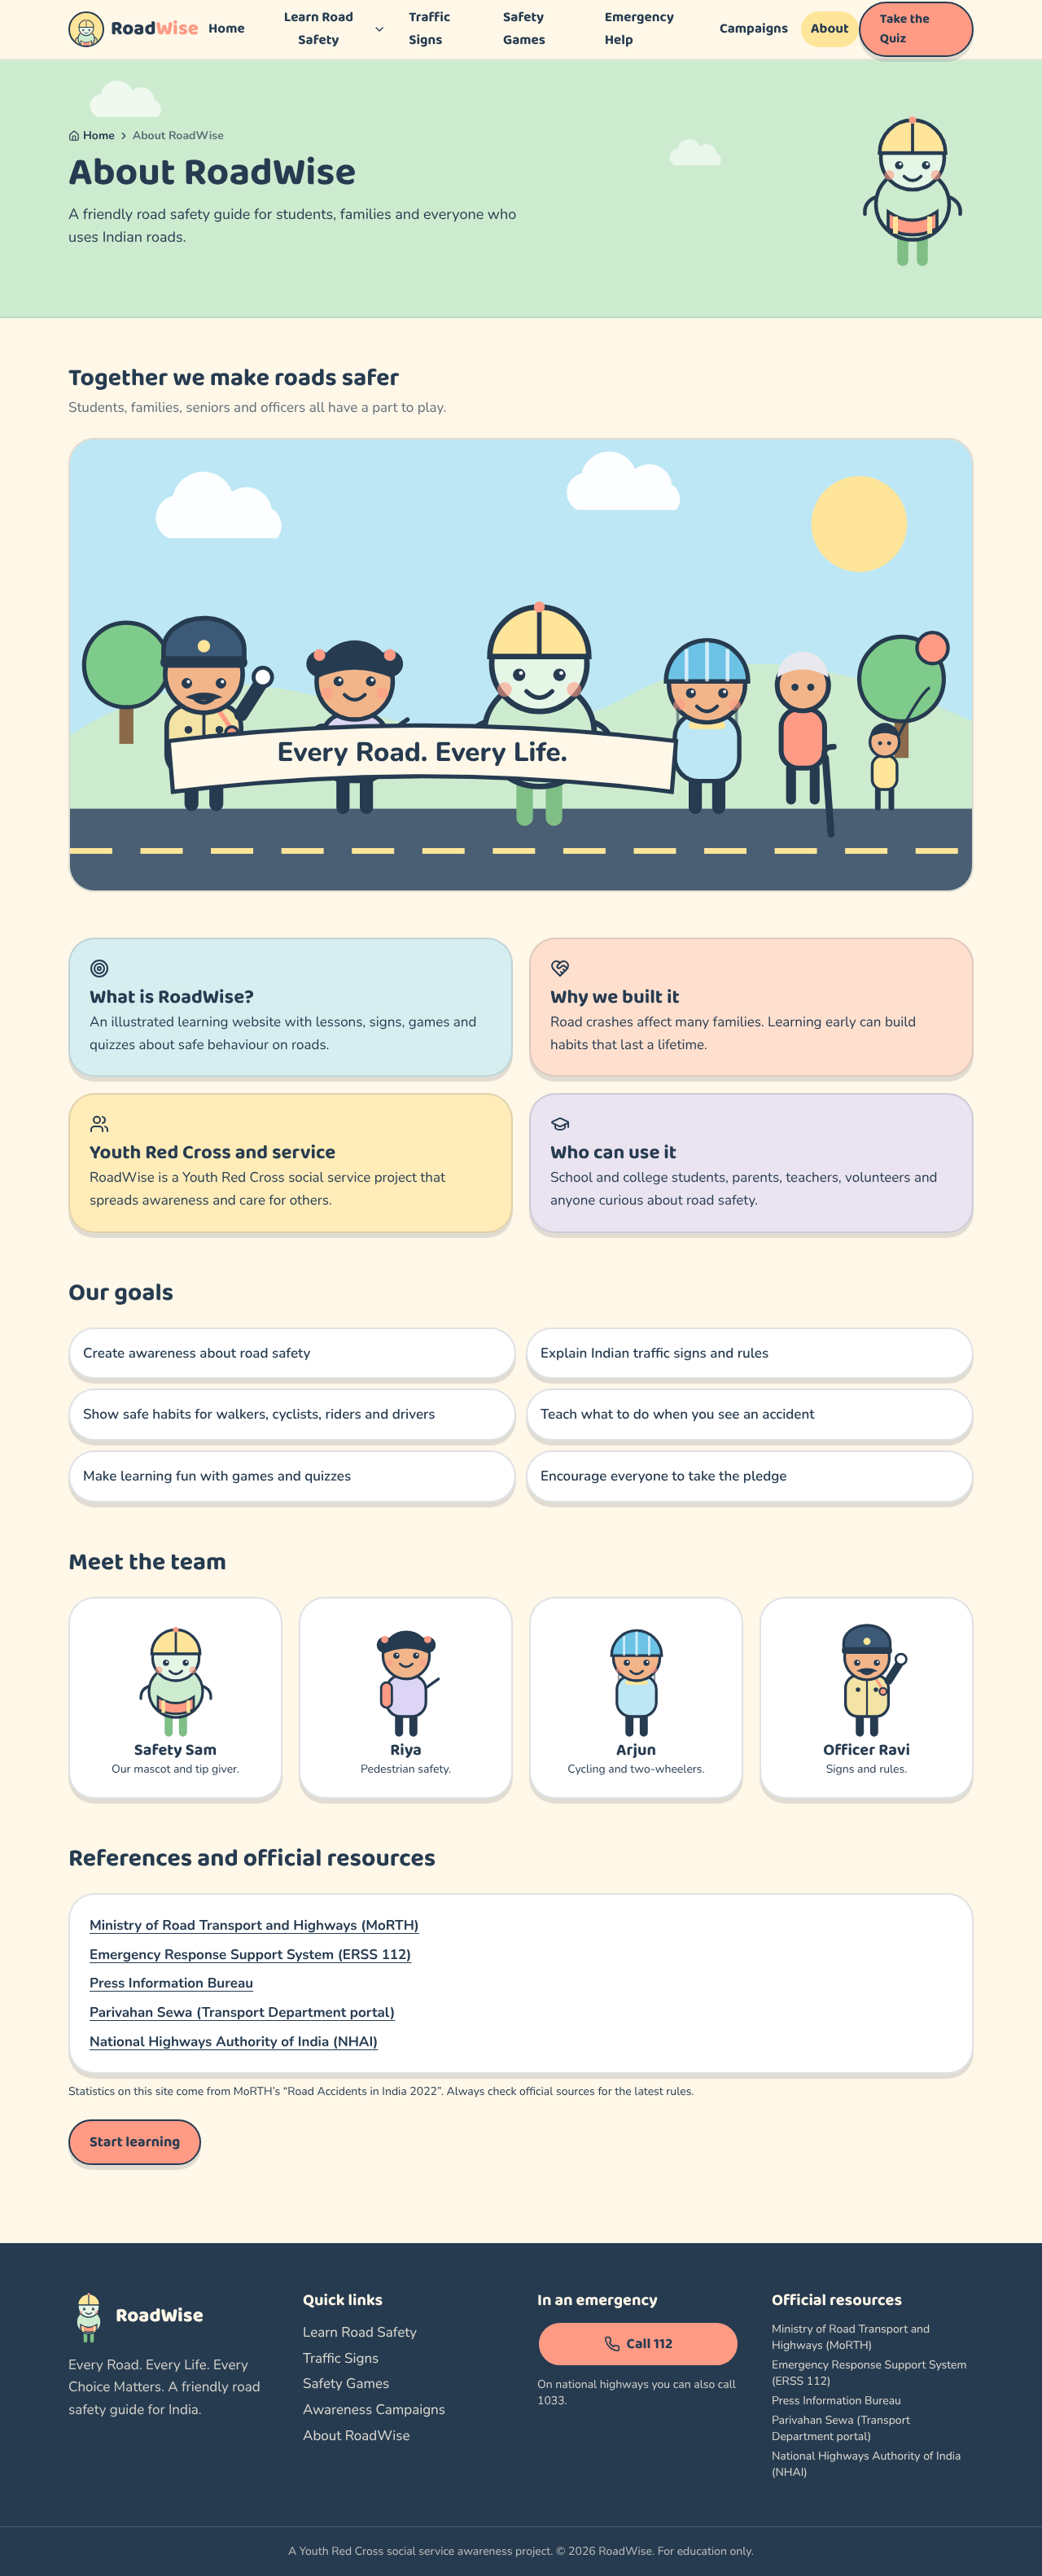 RoadWise
Home
Learn Road
Safety
Traffic
Signs
Safety
Games
Emergency
Help
Campaigns
About
Take the
Quiz
Home > About RoadWise
About RoadWise
A friendly road safety guide for students, families and everyone who
uses Indian roads.
Together we make roads safer
Students, families, seniors and officers all have a part to play.
Every Road. Every Life.
What is RoadWise?
An illustrated learning website with lessons, signs, games and
quizzes about safe behaviour on roads.
Why we built it
Road crashes affect many families. Learning early can build
habits that last a lifetime.
Youth Red Cross and service
RoadWise is a Youth Red Cross social service project that
spreads awareness and care for others.
Who can use it
School and college students, parents, teachers, volunteers and
anyone curious about road safety.
Our goals
Create awareness about road safety
Explain Indian traffic signs and rules
Show safe habits for walkers, cyclists, riders and drivers
Teach what to do when you see an accident
Make learning fun with games and quizzes
Encourage everyone to take the pledge
Meet the team
Safety Sam
Our mascot and tip giver.
Riya
Pedestrian safety.
Arjun
Cycling and two-wheelers.
Officer Ravi
Signs and rules.
References and official resources
Ministry of Road Transport and Highways (MoRTH)
Emergency Response Support System (ERSS 112)
Press Information Bureau
Parivahan Sewa (Transport Department portal)
National Highways Authority of India (NHAI)
Statistics on this site come from MoRTH’s “Road Accidents in India 2022”. Always check official sources for the latest rules.
Start learning
RoadWise
Every Road. Every Life. Every
Choice Matters. A friendly road
safety guide for India.
Quick links
Learn Road Safety
Traffic Signs
Safety Games
Awareness Campaigns
About RoadWise
In an emergency
Call 112
On national highways you can also call
1033.
Official resources
Ministry of Road Transport and
Highways (MoRTH)
Emergency Response Support System
(ERSS 112)
Press Information Bureau
Parivahan Sewa (Transport
Department portal)
National Highways Authority of India
(NHAI)
A Youth Red Cross social service awareness project. © 2026 RoadWise. For education only.